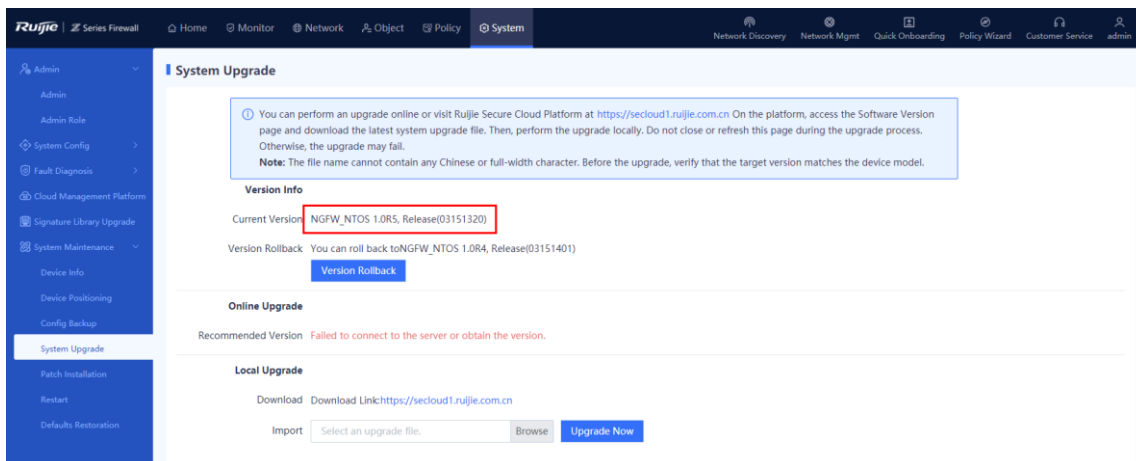 Ruijie | Z Series Firewall
Home
Monitor
Network
Object
Policy
System
Network Discovery
Network Mgmt
Quick Onboarding
Policy Wizard
Customer Service
admin
Admin
Admin
Admin Role
System Config
Fault Diagnosis
Cloud Management Platform
Signature Library Upgrade
System Maintenance
Device Info
Device Positioning
Config Backup
System Upgrade
Patch Installation
Restart
Defaults Restoration
System Upgrade
You can perform an upgrade online or visit Ruijie Secure Cloud Platform at https://secloud1.ruijie.com.cn On the platform, access the Software Version
page and download the latest system upgrade file. Then, perform the upgrade locally. Do not close or refresh this page during the upgrade process.
Otherwise, the upgrade may fail.
Note: The file name cannot contain any Chinese or full-width character. Before the upgrade, verify that the target version matches the device model.
Version Info
Current Version NGFW_NTOS 1.0R5, Release(03151320)
Version Rollback You can roll back toNGFW_NTOS 1.0R4, Release(03151401)
Version Rollback
Online Upgrade
Recommended Version Failed to connect to the server or obtain the version.
Local Upgrade
Download Download Link:https://secloud1.ruijie.com.cn
Import Select an upgrade file. Browse Upgrade Now